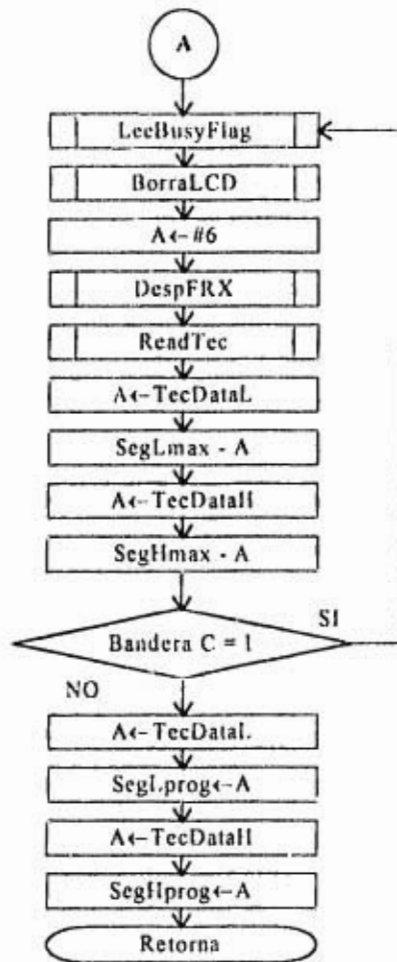 A
LeeBusyFlag
BorraLCD
A←#6
DespFRX
ReadTec
A←TecDataL
SegLmax - A
A←TecDataH
SegHmax - A
Bandera C = 1
SI
NO
A←TecDataL
SegLprog←A
A←TecDataH
SegHprog←A
Retorna